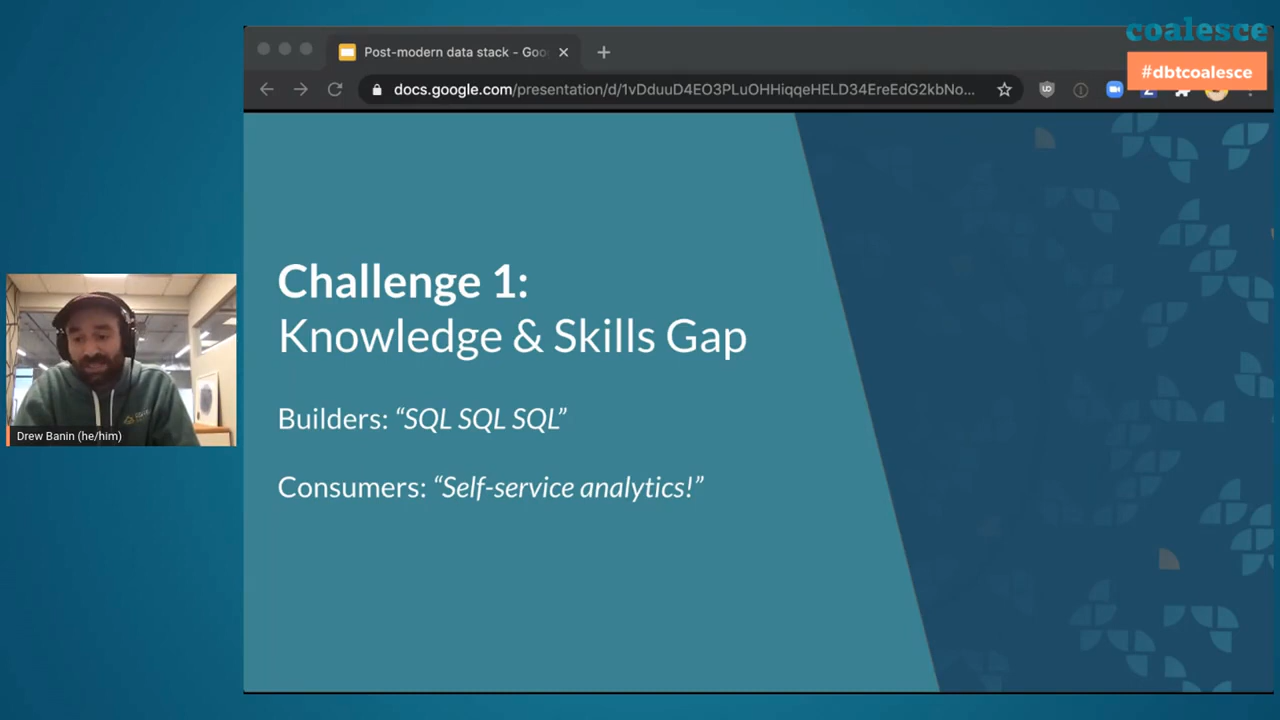 coalesce
#dbtcoalesce
Post-modern data stack - Goo
docs.google.com/presentation/d/1vDduuD4EO3PLuOHHiqqeHELD34EreEdG2kbNo...
Challenge 1:
Knowledge & Skills Gap
Builders: “SQL SQL SQL”
Consumers: “Self-service analytics!”
Drew Banin (he/him)